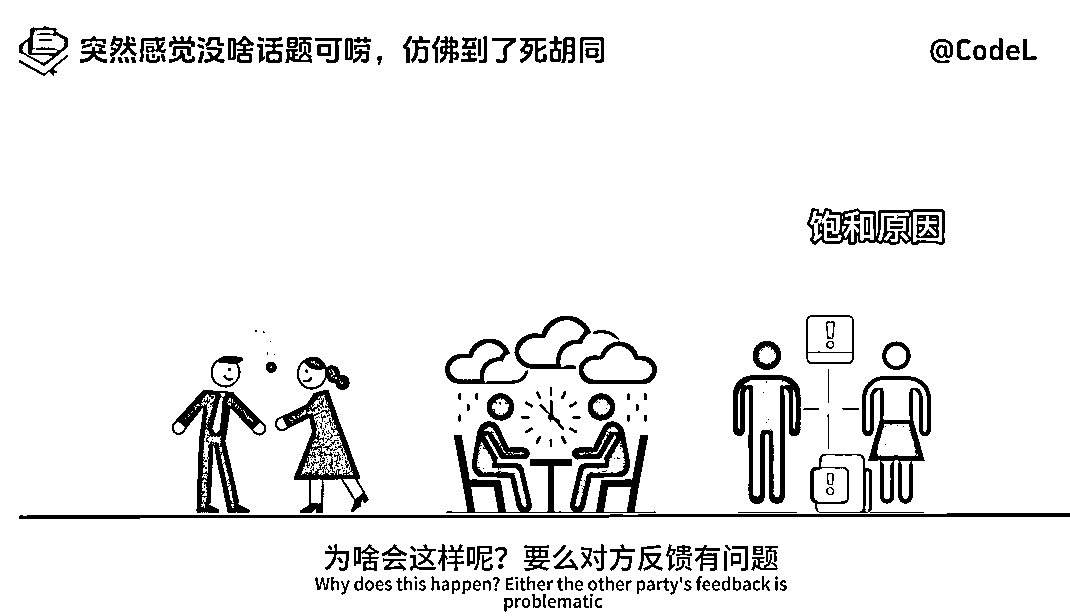 突然感觉没啥话题可唠，仿佛到了死胡同
@CodeL
饱和原因
为啥会这样呢？要么对方反馈有问题
Why does this happen? Either the other party's feedback is
problematic